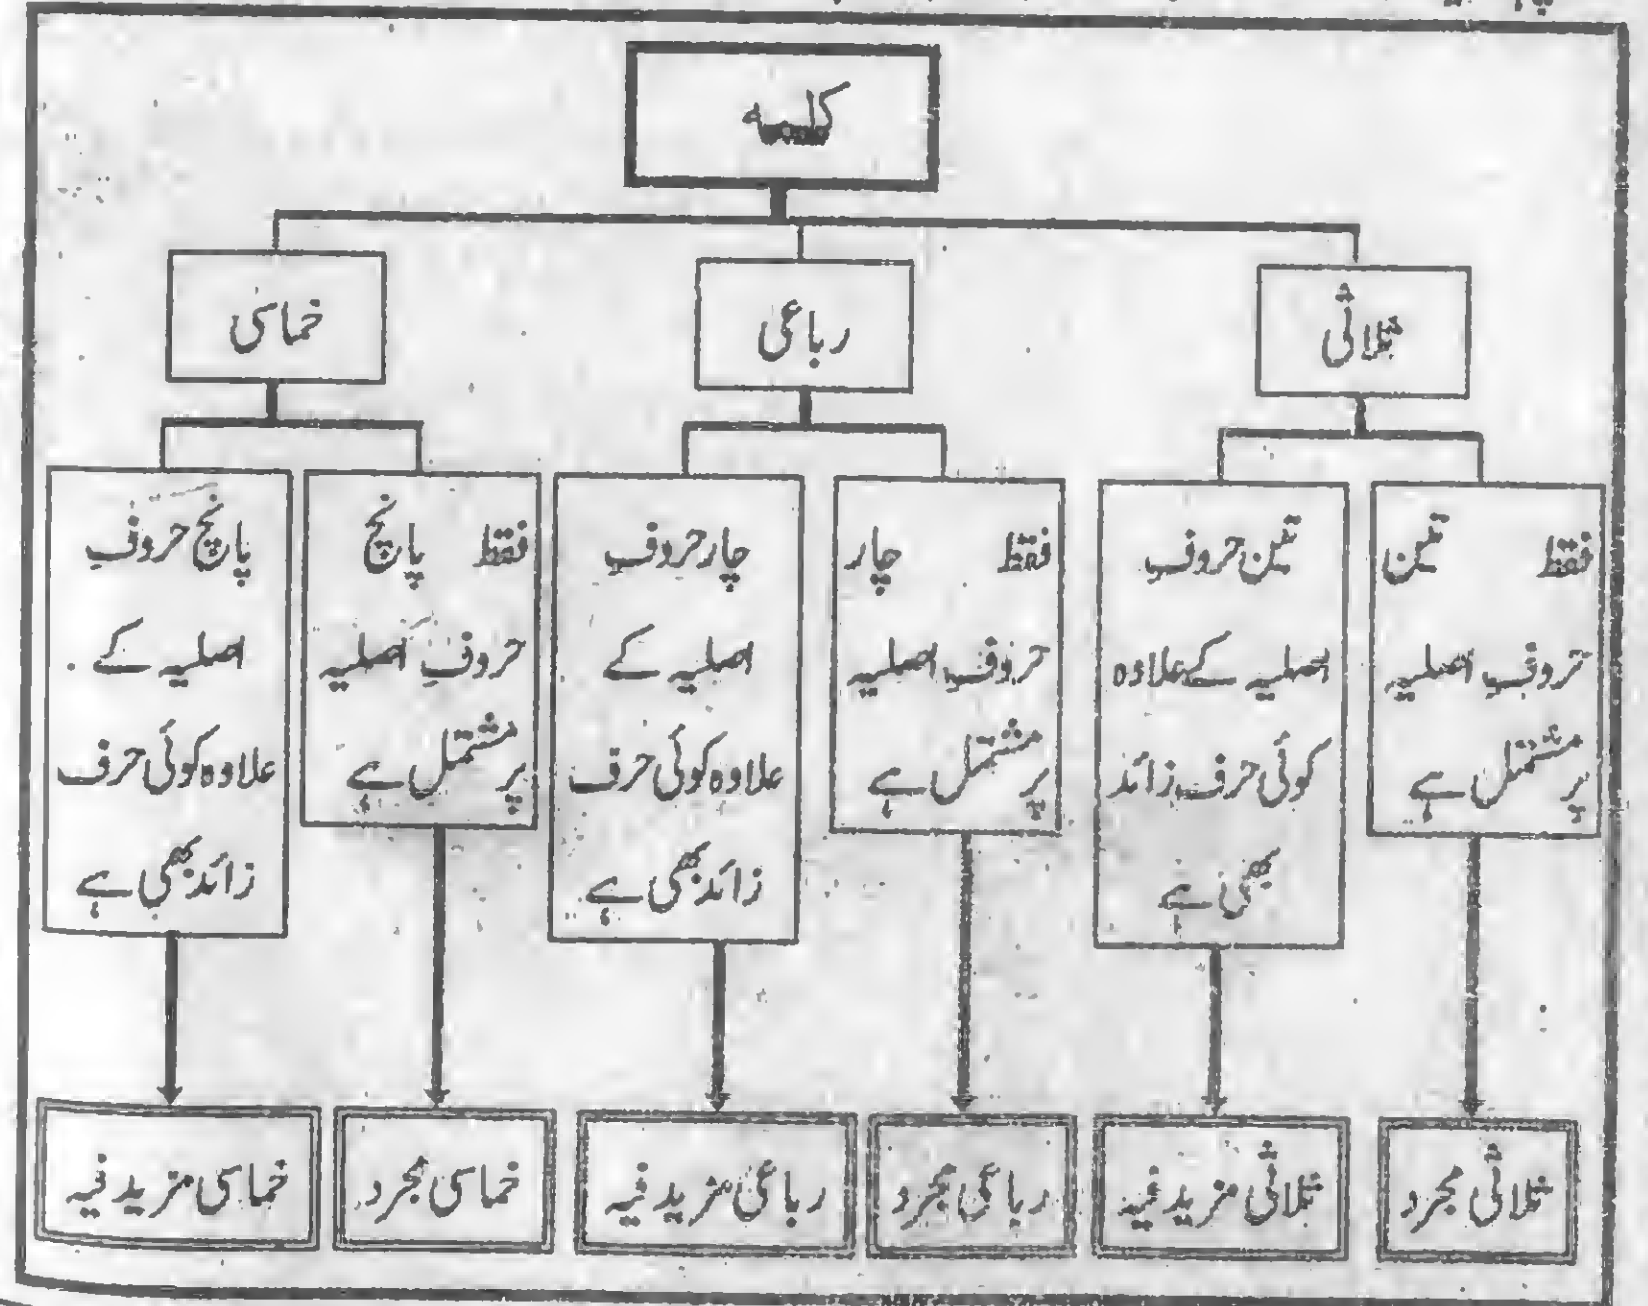 کلمہ
ثلاثی
رباعی
خماسی
فقط تین
حروفِ اصلیہ
پر مشتمل ہے
تین حروفِ
اصلیہ کے علاوہ
کوئی حرف زائد
بھی ہے
فقط چار
حروفِ اصلیہ
پر مشتمل ہے
چار حروفِ
اصلیہ کے
علاوہ کوئی حرف
زائد بھی ہے
فقط پانچ
حروفِ اصلیہ
پر مشتمل ہے
پانچ حروفِ
اصلیہ کے
علاوہ کوئی حرف
زائد بھی ہے
ثلاثی مجرد
ثلاثی مزید فیہ
رباعی مجرد
رباعی مزید فیہ
خماسی مجرد
خماسی مزید فیہ